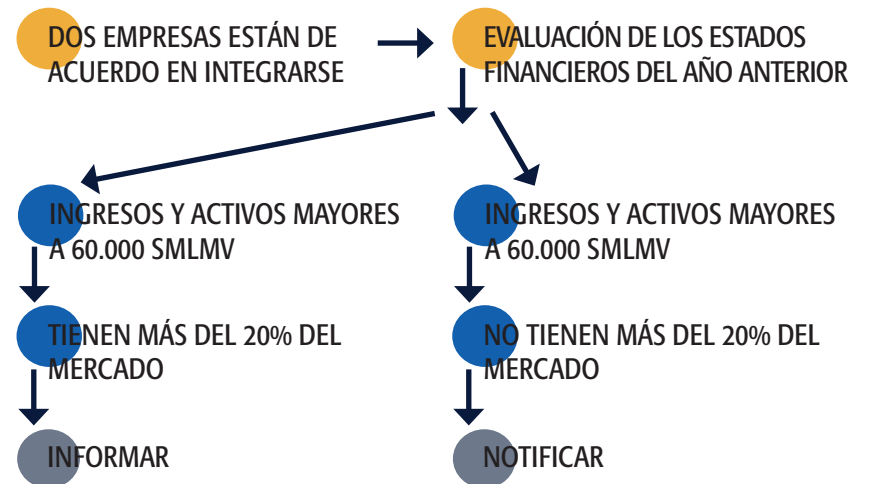 DOS EMPRESAS ESTÁN DE
ACUERDO EN INTEGRARSE
EVALUACIÓN DE LOS ESTADOS
FINANCIEROS DEL AÑO ANTERIOR
INGRESOS Y ACTIVOS MAYORES
A 60.000 SMLMV
TIENEN MÁS DEL 20% DEL
MERCADO
INFORMAR
INGRESOS Y ACTIVOS MAYORES
A 60.000 SMLMV
NO TIENEN MÁS DEL 20% DEL
MERCADO
NOTIFICAR